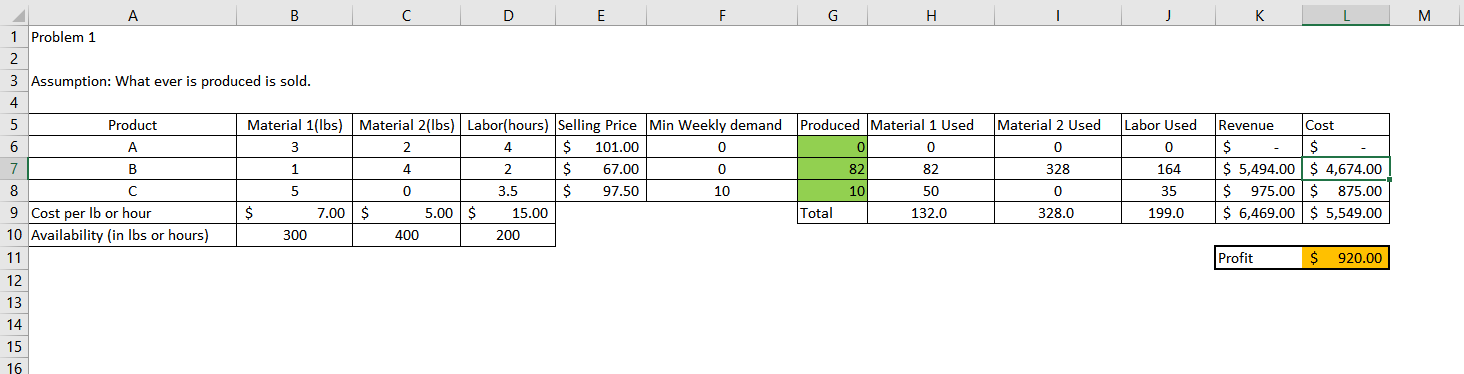 A B C D E F G H I J K L M
1 Problem 1
2
3 Assumption: What ever is produced is sold.
4
5 Product Material 1(lbs) Material 2(lbs) Labor(hours) Selling Price Min Weekly demand Produced Material 1 Used Material 2 Used Labor Used Revenue Cost
6 A 3 2 4 $ 101.00 0 0 0 0 0 $ - $ -
7 B 1 4 2 $ 67.00 0 82 82 328 164 $ 5,494.00 $ 4,674.00
8 C 5 0 3.5 $ 97.50 10 10 50 0 35 $ 975.00 $ 875.00
9 Cost per lb or hour $ 7.00 $ 5.00 $ 15.00 Total 132.0 328.0 199.0 $ 6,469.00 $ 5,549.00
10 Availability (in lbs or hours) 300 400 200
11 Profit $ 920.00
12
13
14
15
16